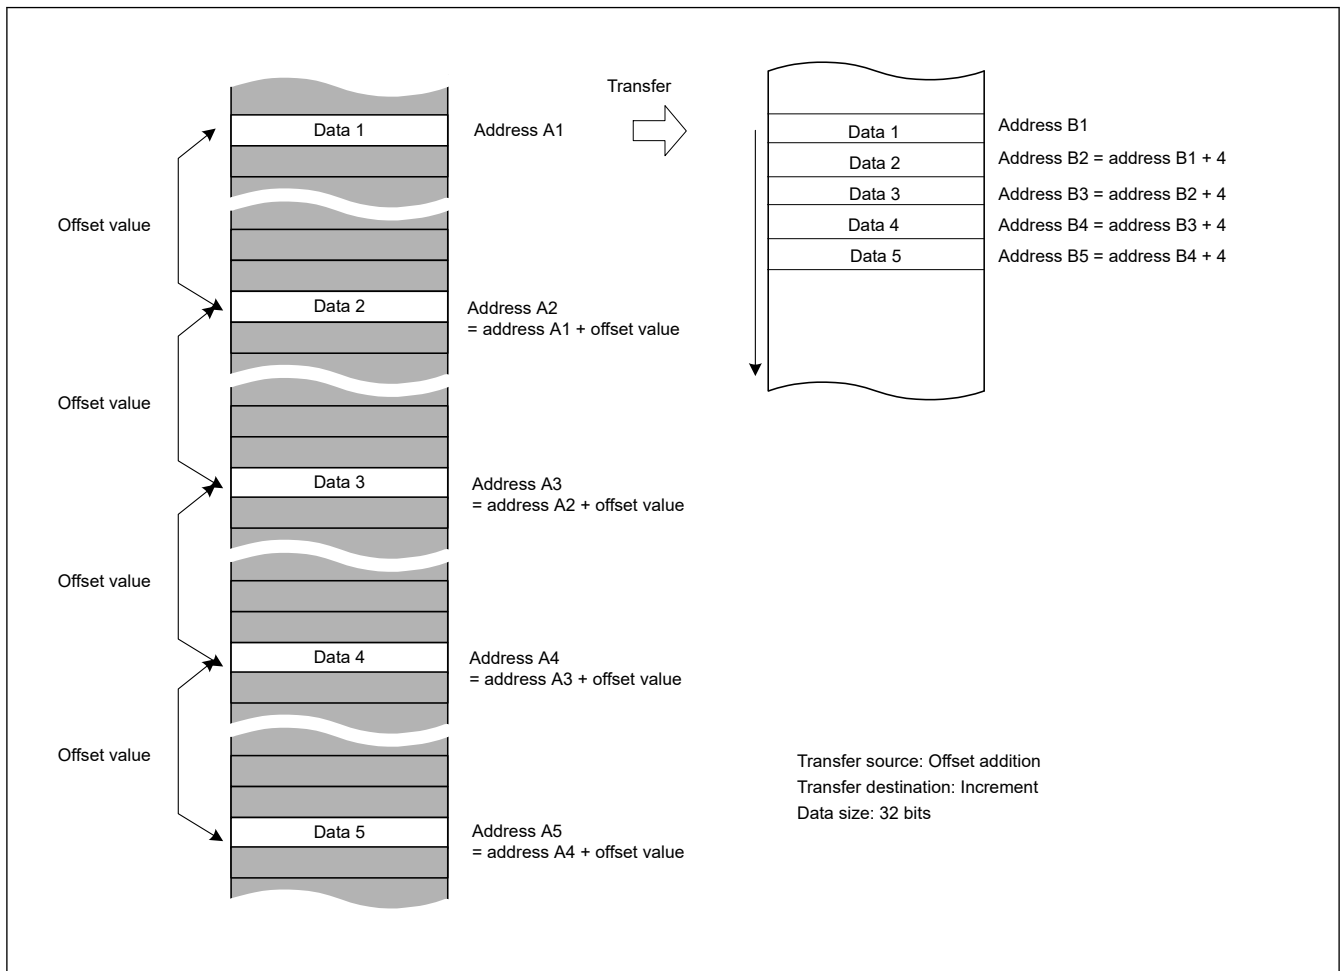 Transfer
Data 1
Address A1
Offset value
Data 2
Address A2
= address A1 + offset value
Offset value
Data 3
Address A3
= address A2 + offset value
Offset value
Data 4
Address A4
= address A3 + offset value
Offset value
Data 5
Address A5
= address A4 + offset value
Data 1
Address B1
Data 2
Address B2 = address B1 + 4
Data 3
Address B3 = address B2 + 4
Data 4
Address B4 = address B3 + 4
Data 5
Address B5 = address B4 + 4
Transfer source: Offset addition
Transfer destination: Increment
Data size: 32 bits